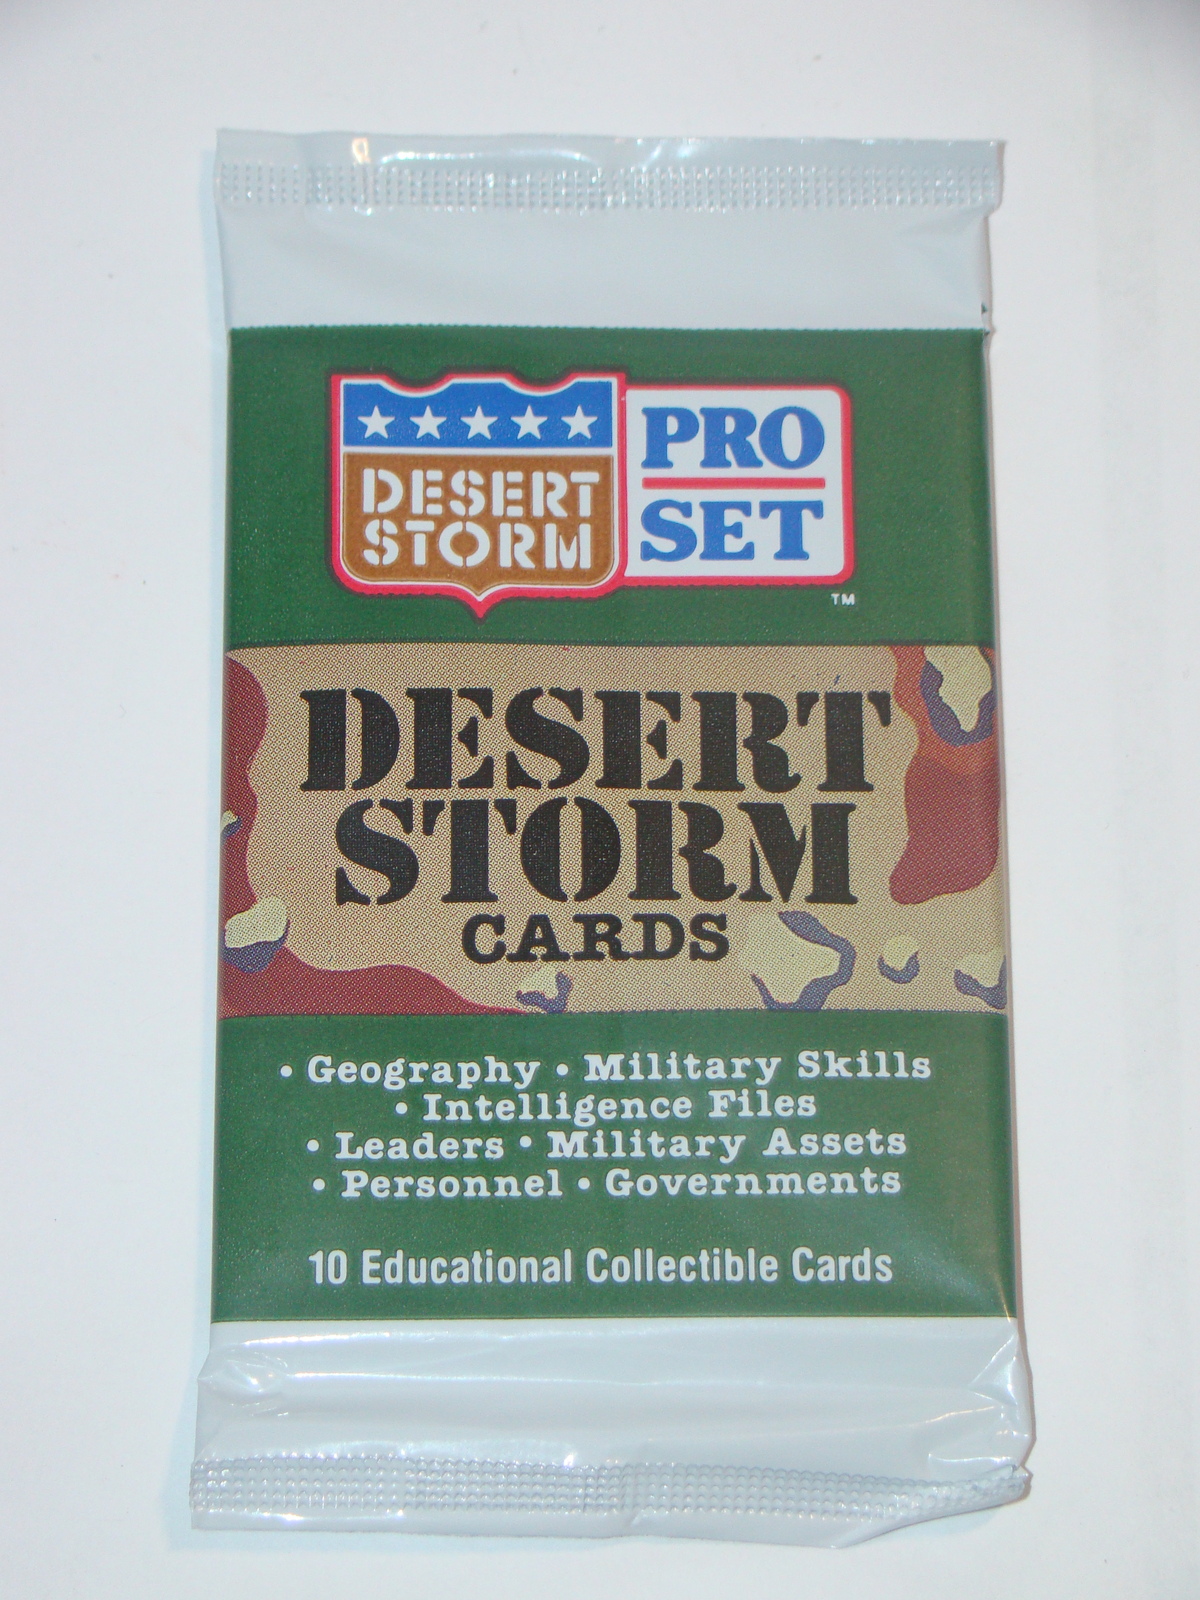 DESERT
STORM
PRO
SET
TM
DESERT
STORM
CARDS
• Geography • Military Skills
• Intelligence Files
• Leaders • Military Assets
• Personnel • Governments
10 Educational Collectible Cards